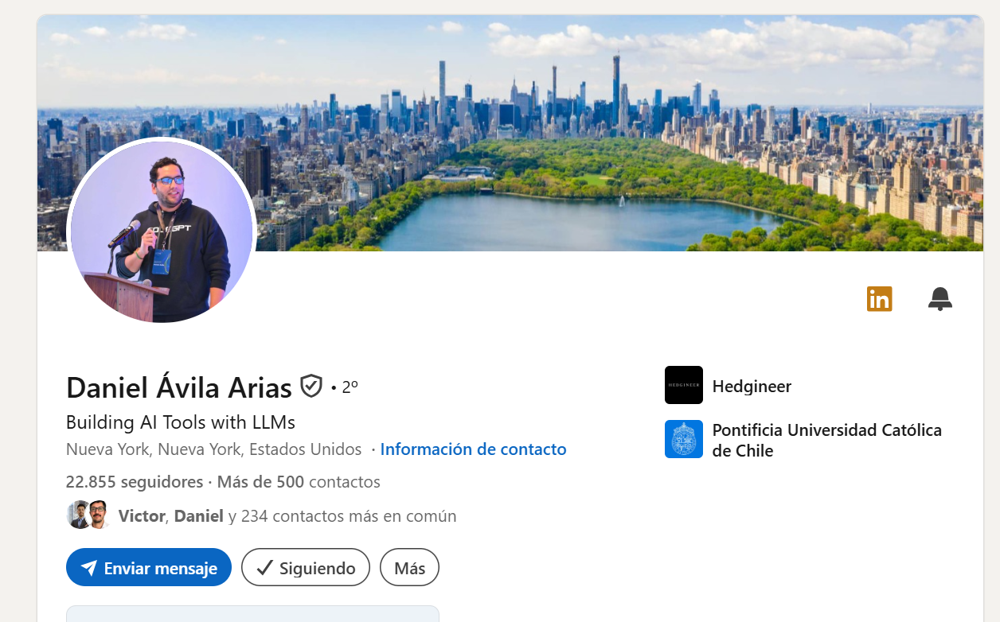 in
Daniel Ávila Arias • 2º
Building AI Tools with LLMs
Nueva York, Nueva York, Estados Unidos · Información de contacto
22.855 seguidores · Más de 500 contactos
Victor, Daniel y 234 contactos más en común
Enviar mensaje
Siguiendo
Más
HEDGINEER
Hedgineer
Pontificia Universidad Católica
de Chile